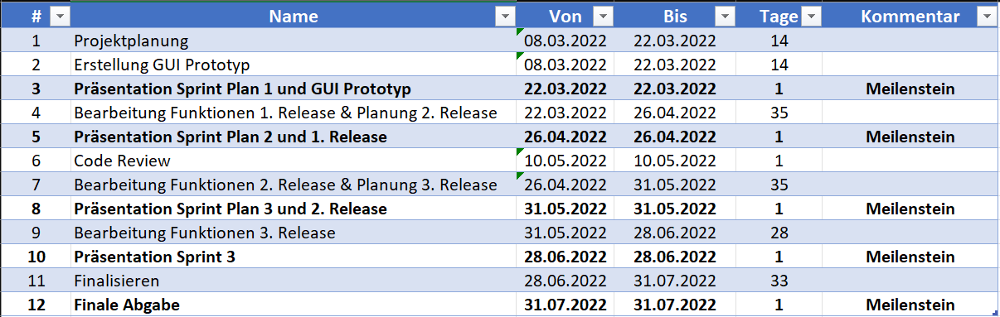 # Name Von Bis Tage Kommentar
1 Projektplanung 08.03.2022 22.03.2022 14
2 Erstellung GUI Prototyp 08.03.2022 22.03.2022 14
3 Präsentation Sprint Plan 1 und GUI Prototyp 22.03.2022 22.03.2022 1 Meilenstein
4 Bearbeitung Funktionen 1. Release & Planung 2. Release 22.03.2022 26.04.2022 35
5 Präsentation Sprint Plan 2 und 1. Release 26.04.2022 26.04.2022 1 Meilenstein
6 Code Review 10.05.2022 10.05.2022 1
7 Bearbeitung Funktionen 2. Release & Planung 3. Release 26.04.2022 31.05.2022 35
8 Präsentation Sprint Plan 3 und 2. Release 31.05.2022 31.05.2022 1 Meilenstein
9 Bearbeitung Funktionen 3. Release 31.05.2022 28.06.2022 28
10 Präsentation Sprint 3 28.06.2022 28.06.2022 1 Meilenstein
11 Finalisieren 28.06.2022 31.07.2022 33
12 Finale Abgabe 31.07.2022 31.07.2022 1 Meilenstein